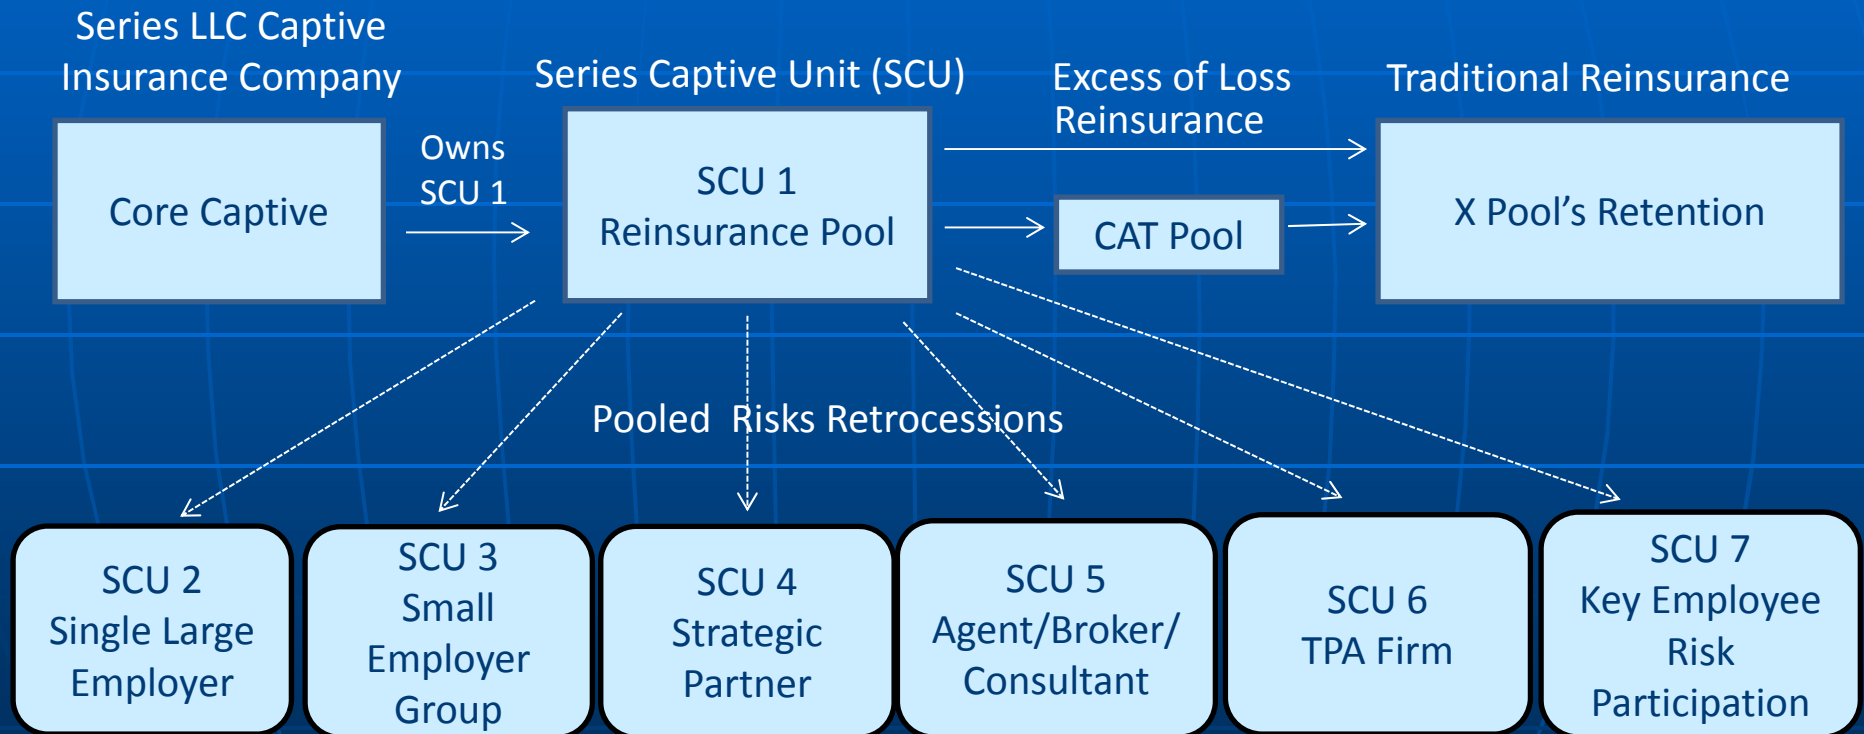 Series LLC Captive
Insurance Company
Series Captive Unit (SCU)
Excess of Loss
Reinsurance
Traditional Reinsurance
Core Captive
Owns
SCU 1
SCU 1
Reinsurance Pool
CAT Pool
X Pool's Retention
Pooled Risks Retrocessions
SCU 2
Single Large
Employer
SCU 3
Small
Employer
Group
SCU 4
Strategic
Partner
SCU 5
Agent/Broker/
Consultant
SCU 6
TPA Firm
SCU 7
Key Employee
Risk
Participation